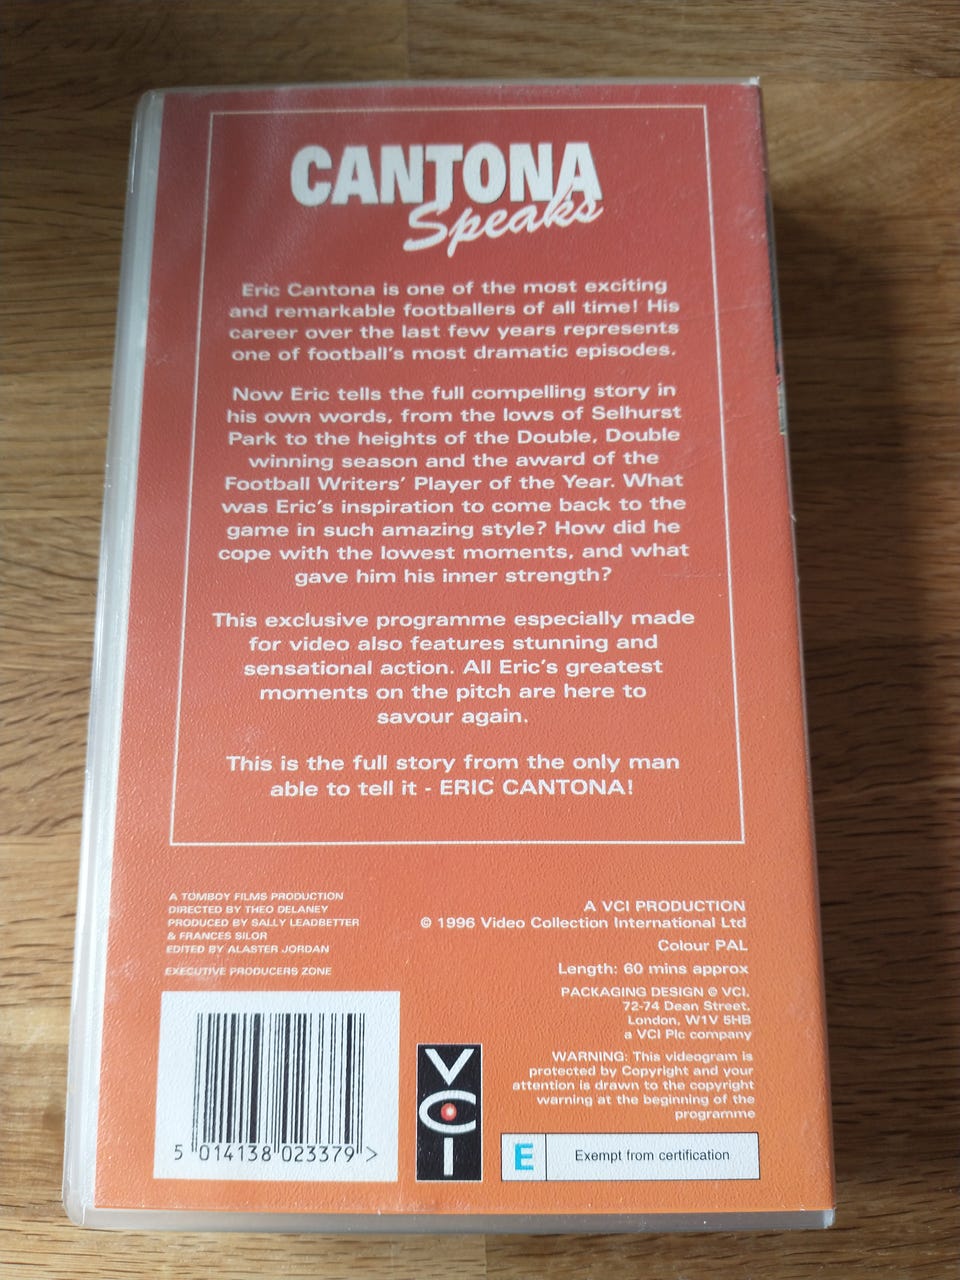 CANTONA
Speaks
Eric Cantona is one of the most exciting
and remarkable footballers of all time! His
career over the last few years represents
one of football's most dramatic episodes.
Now Eric tells the full compelling story in
his own words, from the lows of Selhurst
Park to the heights of the Double, Double
winning season and the award of the
Football Writers' Player of the Year. What
was Eric's inspiration to come back to the
game in such amazing style? How did he
cope with the lowest moments, and what
gave him his inner strength?
This exclusive programme especially made
for video also features stunning and
sensational action. All Eric's greatest
moments on the pitch are here to
savour again.
This is the full story from the only man
able to tell it - ERIC CANTONA!
A TOMBOY FILMS PRODUCTION
DIRECTED BY THEO DELANEY
PRODUCED BY SALLY LEADBETTER
& FRANCES SILOR
EDITED BY ALASTER JORDAN
EXECUTIVE PRODUCERS ZONE
A VCI PRODUCTION
© 1996 Video Collection International Ltd
Colour PAL
Length: 60 mins approx
PACKAGING DESIGN © VCI,
72-74 Dean Street,
London, W1V 5HB
a VCI Plc company
WARNING: This videogram is
protected by Copyright and your
attention is drawn to the copyright
warning at the beginning of the
programme
5 014138 023379 >
VCI
E Exempt from certification